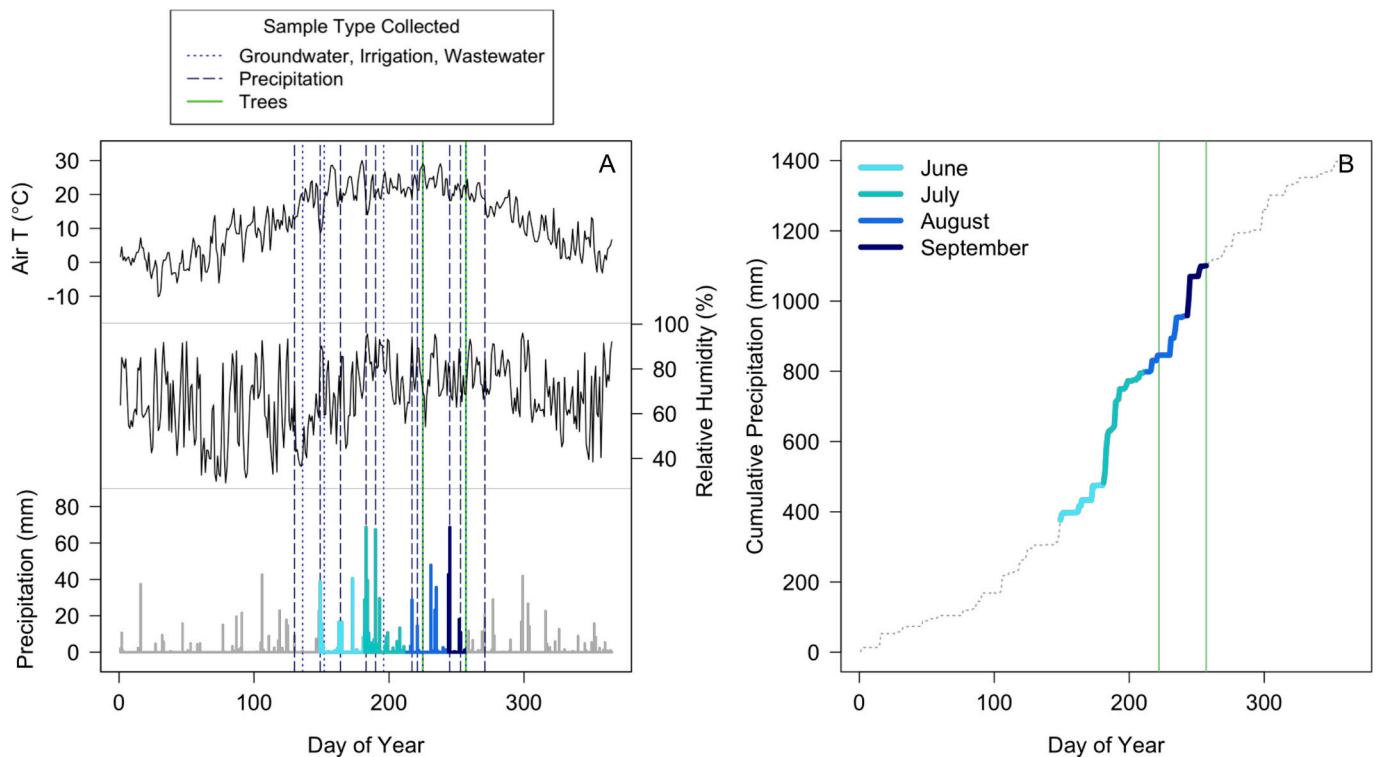 Sample Type Collected
Groundwater, Irrigation, Wastewater
Precipitation
Trees
A
30
20
10
0
-10
Air T (°C)
100
80
60
40
Relative Humidity (%)
80
60
40
20
0
Precipitation (mm)
0 100 200 300
Day of Year
B
June
July
August
September
1400
1200
1000
800
600
400
200
0
Cumulative Precipitation (mm)
0 100 200 300
Day of Year